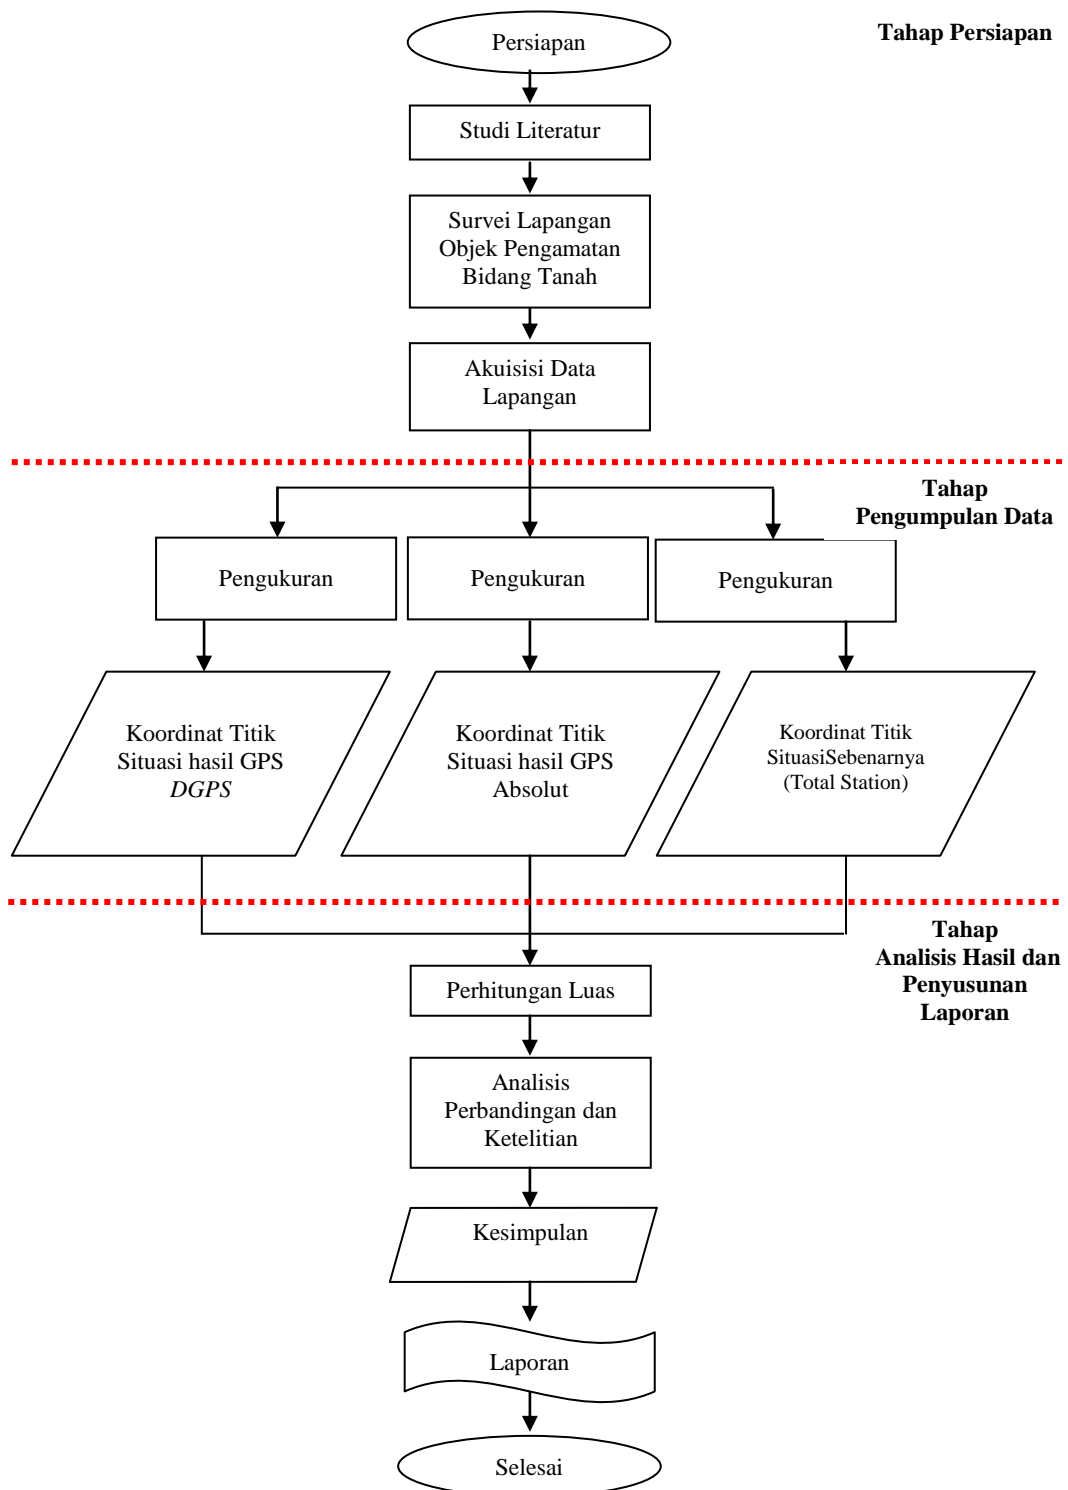 Persiapan
Tahap Persiapan
Studi Literatur
Survei Lapangan
Objek Pengamatan
Bidang Tanah
Akuisisi Data
Lapangan
Tahap
Pengumpulan Data
Pengukuran
Pengukuran
Pengukuran
Koordinat Titik
Situasi hasil GPS
DGPS
Koordinat Titik
Situasi hasil GPS
Absolut
Koordinat Titik
SituasiSebenarnya
(Total Station)
Tahap
Analisis Hasil dan
Penyusunan
Laporan
Perhitungan Luas
Analisis
Perbandingan dan
Ketelitian
Kesimpulan
Laporan
Selesai